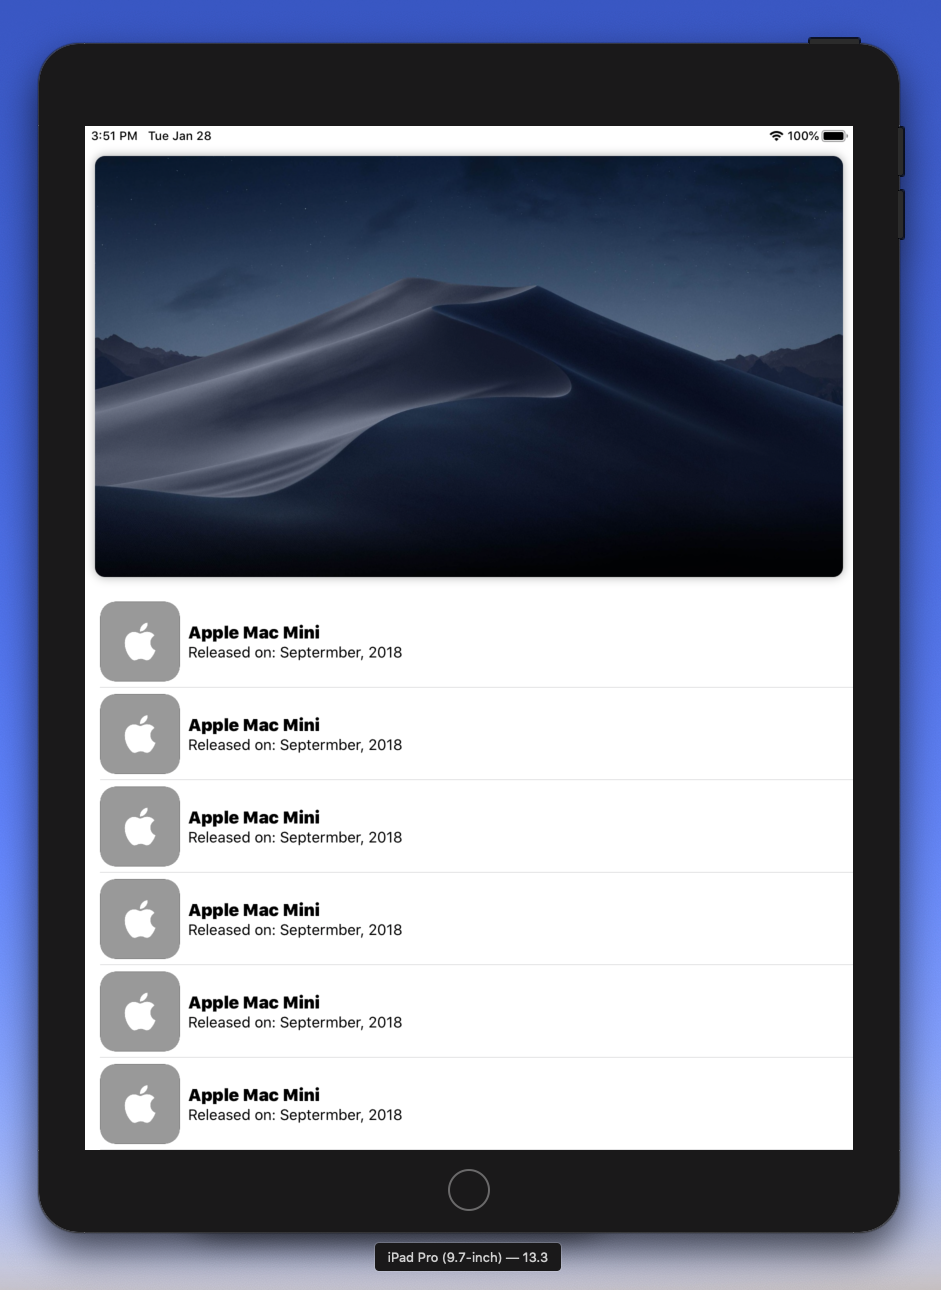 3:51 PM Tue Jan 28 100%
Apple Mac Mini
Released on: Septermber, 2018
Apple Mac Mini
Released on: Septermber, 2018
Apple Mac Mini
Released on: Septermber, 2018
Apple Mac Mini
Released on: Septermber, 2018
Apple Mac Mini
Released on: Septermber, 2018
Apple Mac Mini
Released on: Septermber, 2018
iPad Pro (9.7-inch) — 13.3